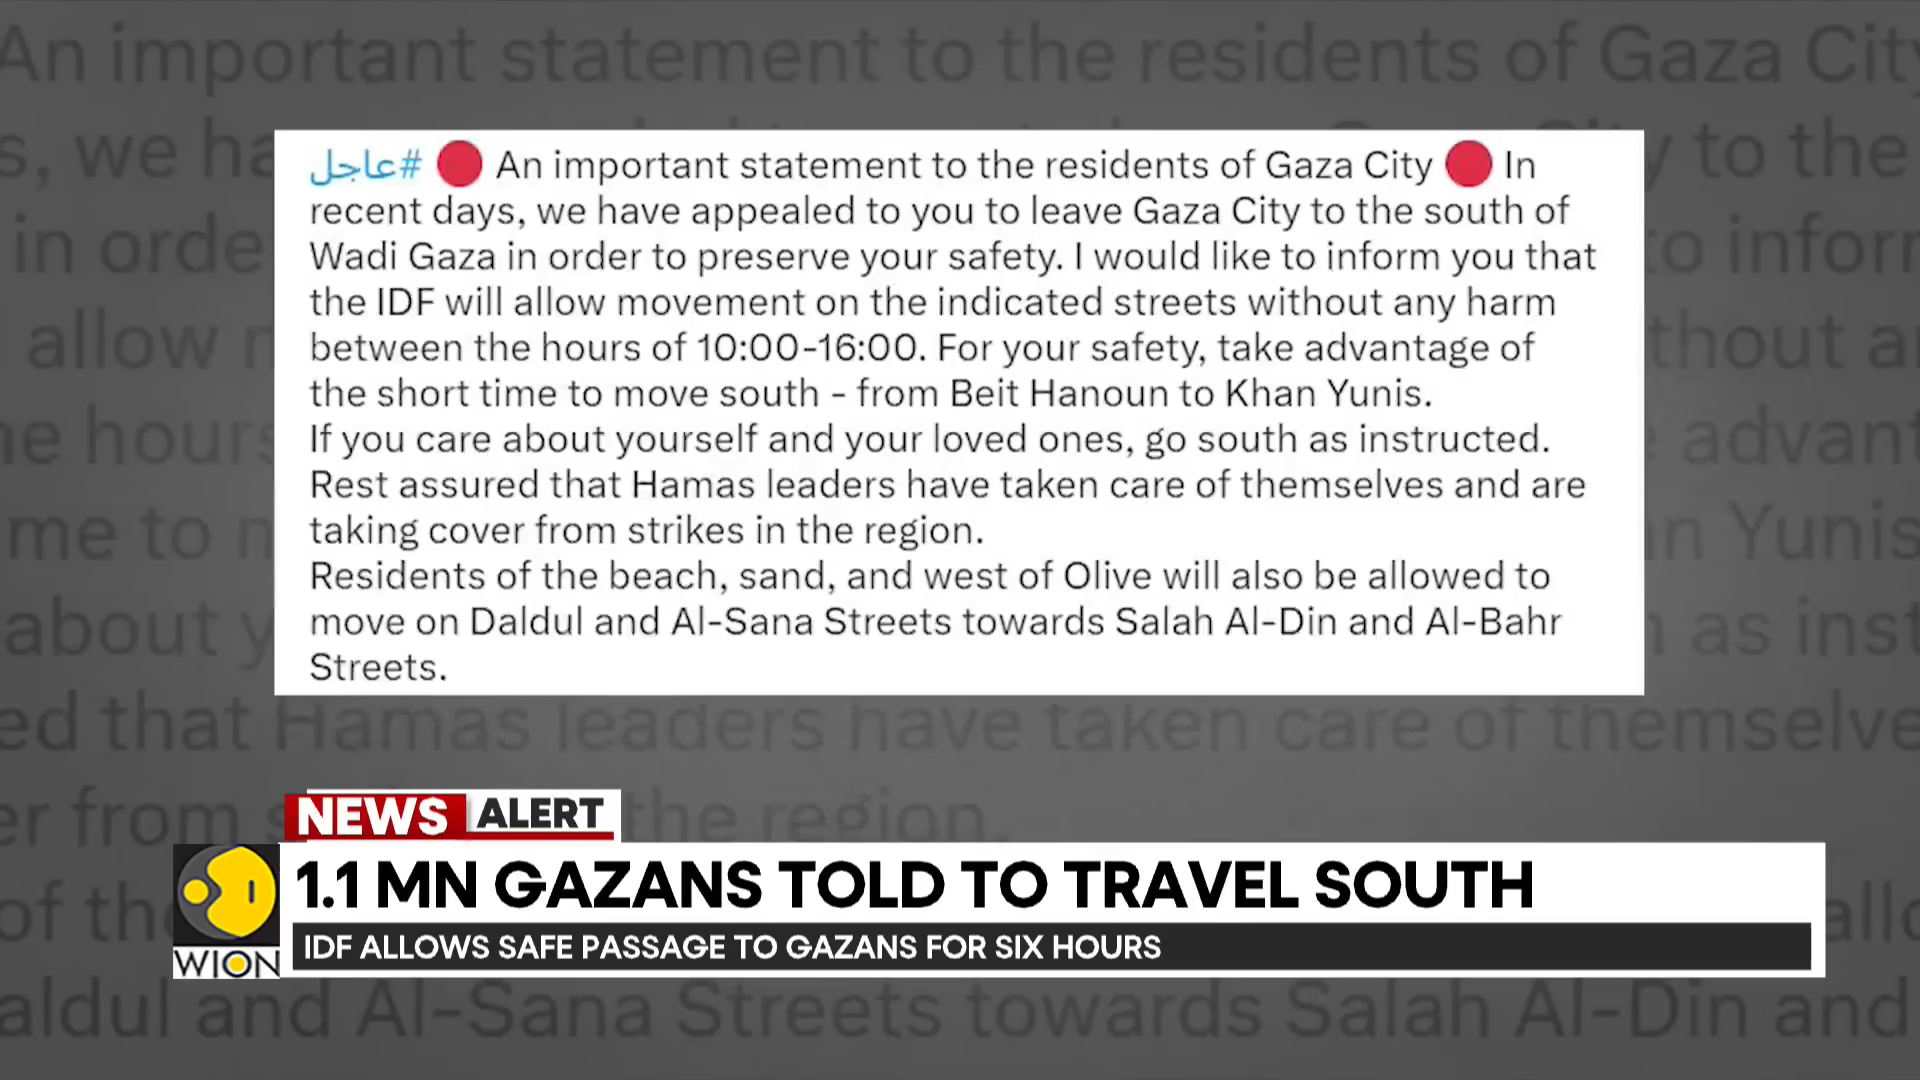 #عاجل 🔴 An important statement to the residents of Gaza City 🔴 In
recent days, we have appealed to you to leave Gaza City to the south of
Wadi Gaza in order to preserve your safety. I would like to inform you that
the IDF will allow movement on the indicated streets without any harm
between the hours of 10:00-16:00. For your safety, take advantage of
the short time to move south - from Beit Hanoun to Khan Yunis.
If you care about yourself and your loved ones, go south as instructed.
Rest assured that Hamas leaders have taken care of themselves and are
taking cover from strikes in the region.
Residents of the beach, sand, and west of Olive will also be allowed to
move on Daldul and Al-Sana Streets towards Salah Al-Din and Al-Bahr
Streets.
NEWS ALERT
1.1 MN GAZANS TOLD TO TRAVEL SOUTH
IDF ALLOWS SAFE PASSAGE TO GAZANS FOR SIX HOURS
WION